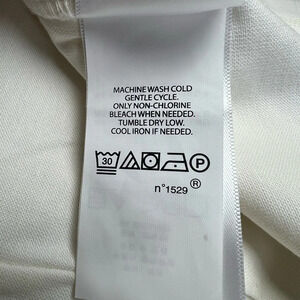 MACHINE WASH COLD
GENTLE CYCLE.
ONLY NON-CHLORINE
BLEACH WHEN NEEDED.
TUMBLE DRY LOW.
COOL IRON IF NEEDED.
30 P
n°1529 ®